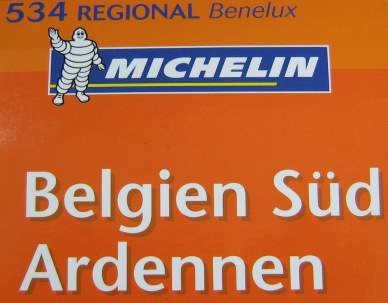 534 REGIONAL Benelux
MICHELIN
Belgien Süd
Ardennen